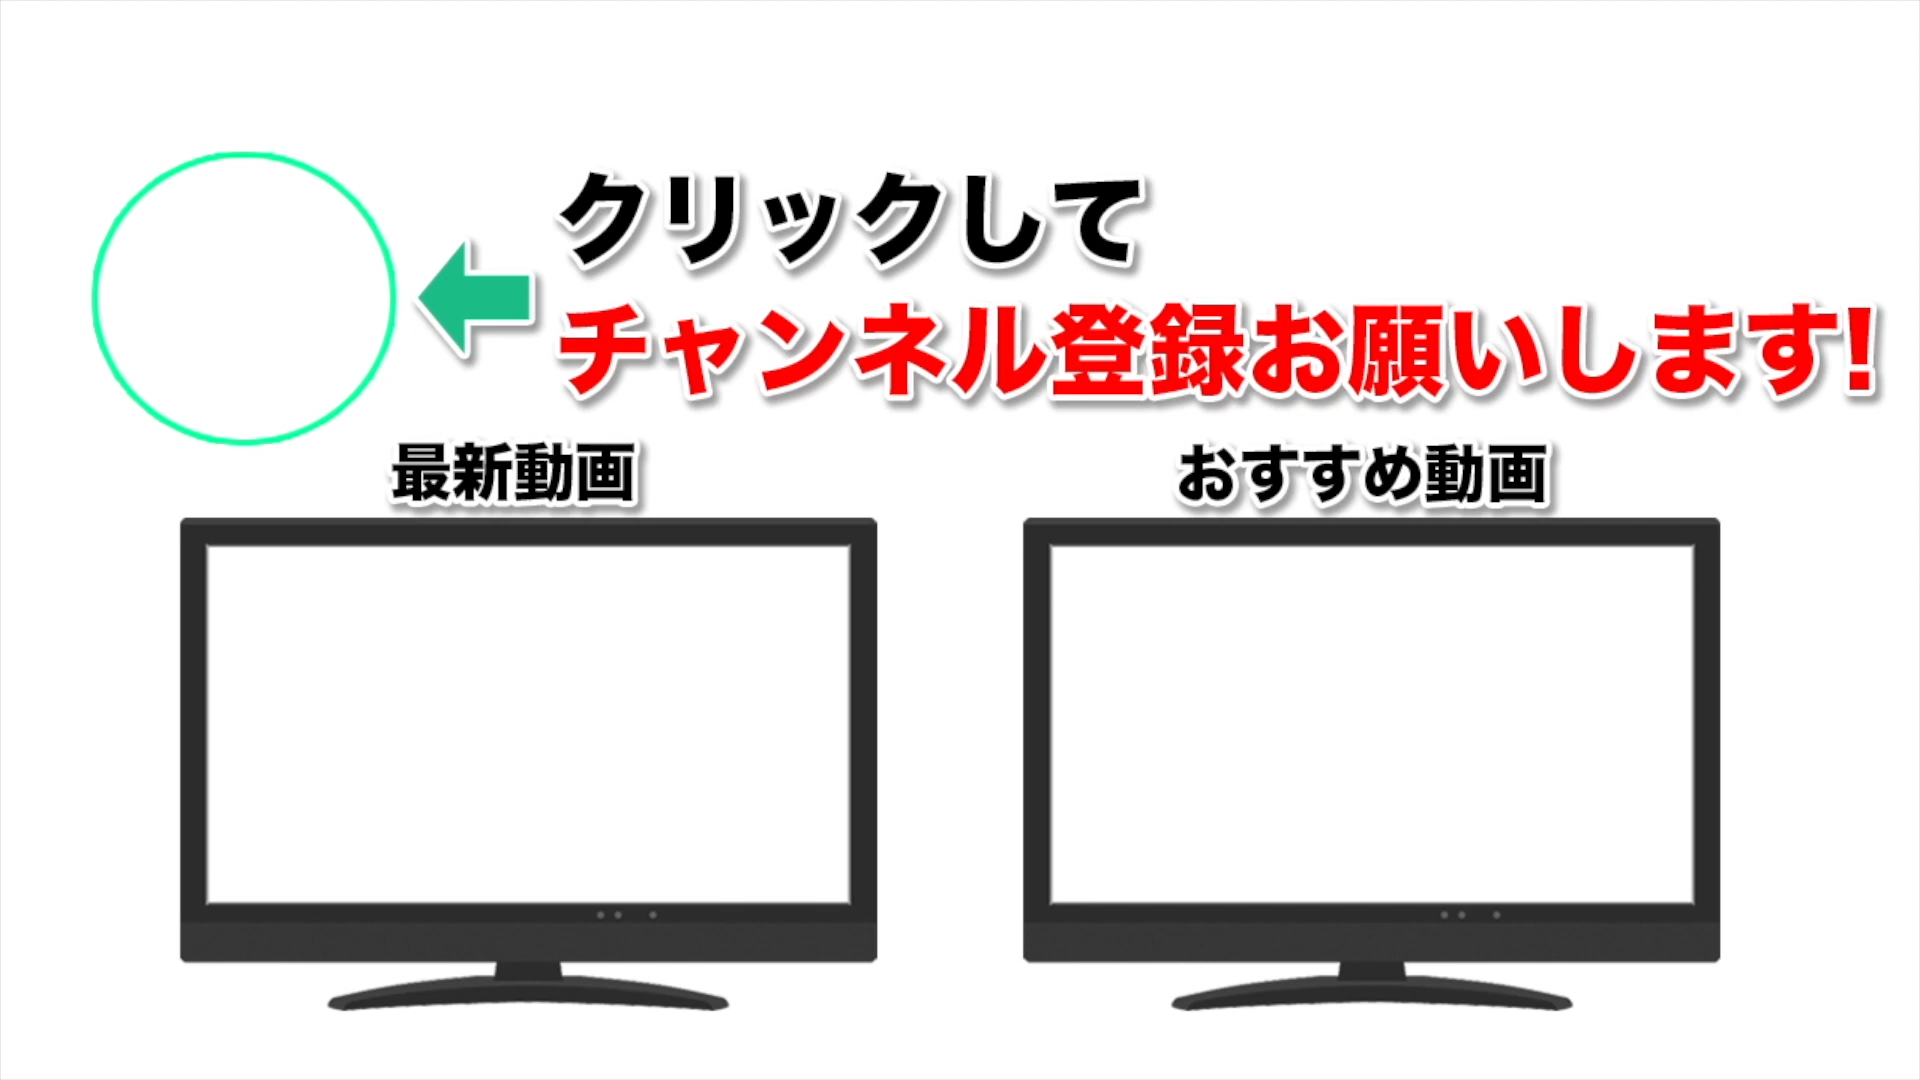 クリックして
チャンネル登録お願いします!
最新動画
おすすめ動画